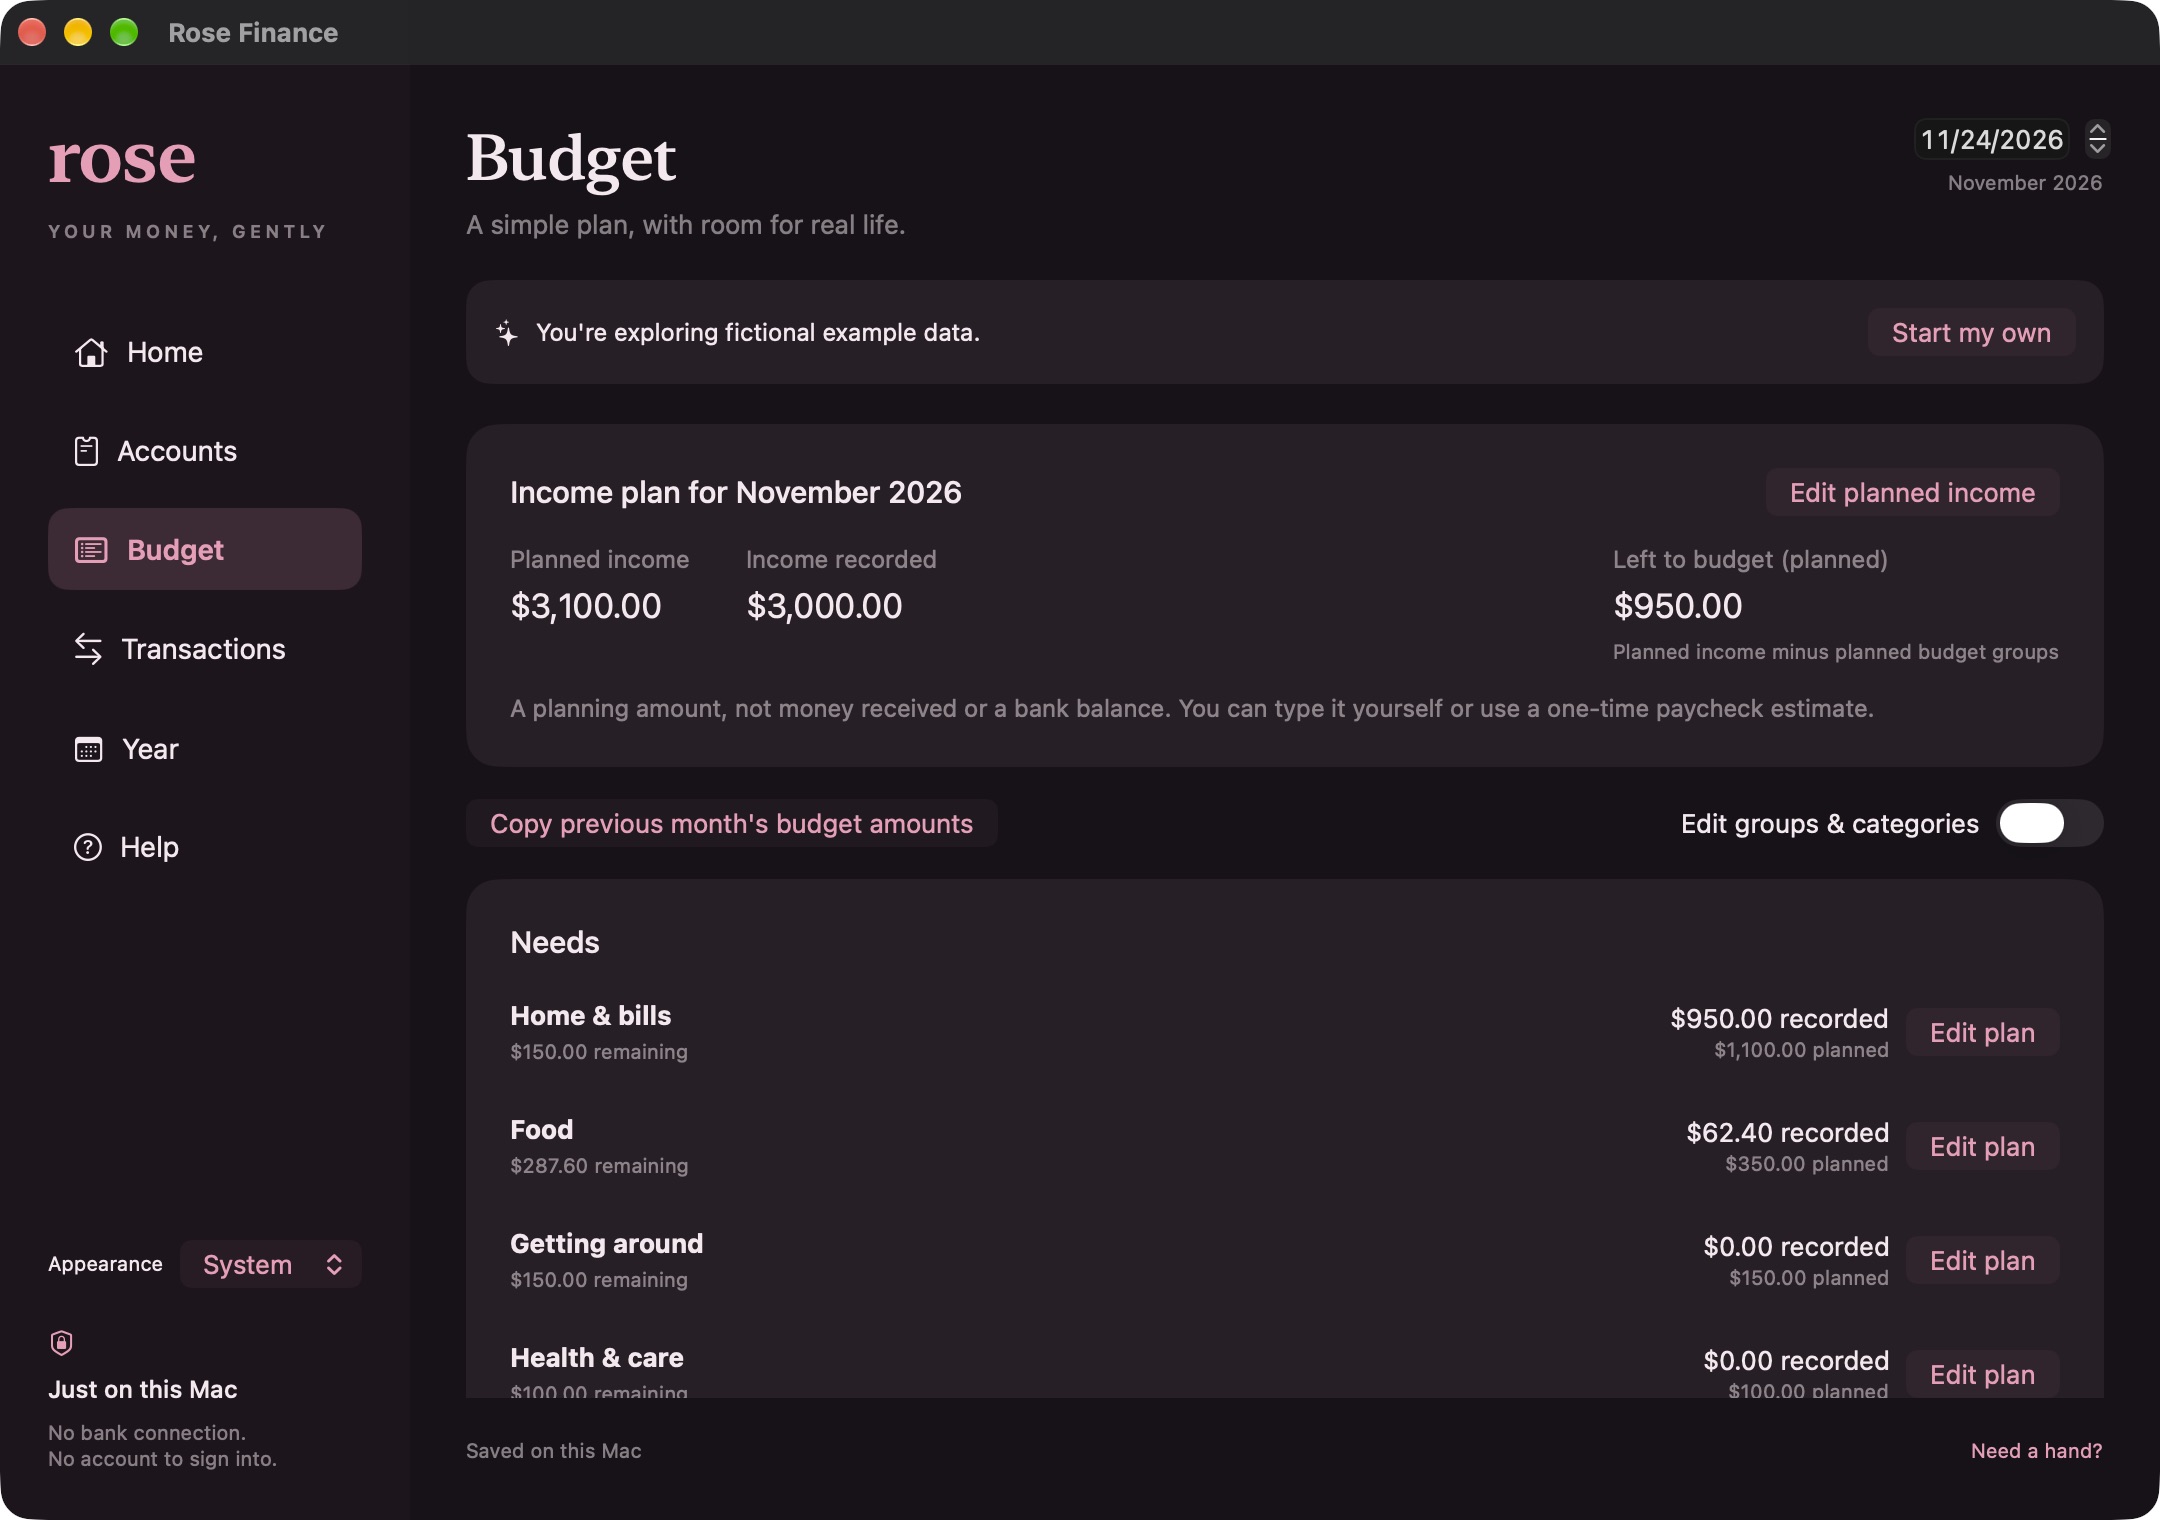 Rose Finance
rose
YOUR MONEY, GENTLY
Home
Accounts
Budget
Transactions
Year
Help
Appearance
System
Just on this Mac
No bank connection.
No account to sign into.
Budget
A simple plan, with room for real life.
11/24/2026
November 2026
You're exploring fictional example data.
Start my own
Income plan for November 2026
Edit planned income
Planned income
$3,100.00
Income recorded
$3,000.00
Left to budget (planned)
$950.00
Planned income minus planned budget groups
A planning amount, not money received or a bank balance. You can type it yourself or use a one-time paycheck estimate.
Copy previous month's budget amounts
Edit groups & categories
Needs
Home & bills
$150.00 remaining
$950.00 recorded
$1,100.00 planned
Edit plan
Food
$287.60 remaining
$62.40 recorded
$350.00 planned
Edit plan
Getting around
$150.00 remaining
$0.00 recorded
$150.00 planned
Edit plan
Health & care
$100.00 remaining
$0.00 recorded
$100.00 planned
Edit plan
Saved on this Mac
Need a hand?